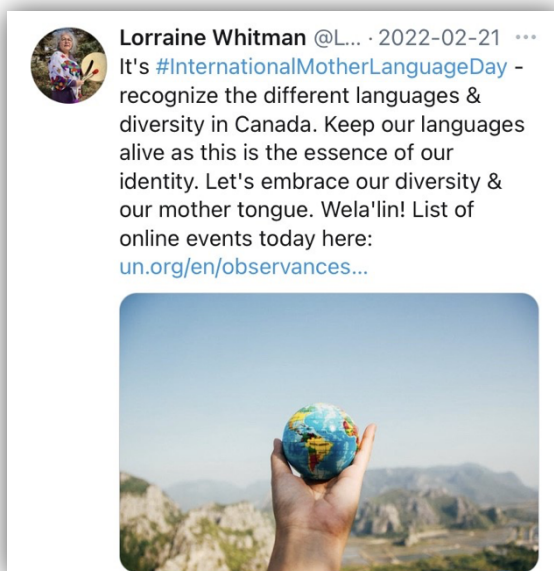 Lorraine Whitman @L... · 2022-02-21 ···
It's #InternationalMotherLanguageDay -
recognize the different languages &
diversity in Canada. Keep our languages
alive as this is the essence of our
identity. Let's embrace our diversity &
our mother tongue. Wela'lin! List of
online events today here:
un.org/en/observances...